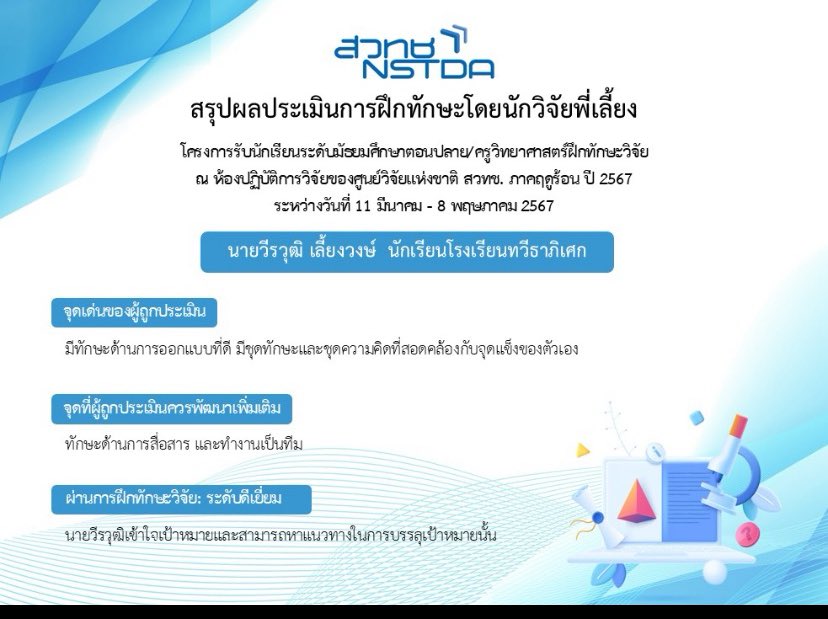 สวทช
NSTDA
สรุปผลประเมินการฝึกทักษะโดยนักวิจัยพี่เลี้ยง
โครงการรับนักเรียนระดับมัธยมศึกษาตอนปลาย/ครูวิทยาศาสตร์ฝึกทักษะวิจัย
ณ ห้องปฏิบัติการวิจัยของศูนย์วิจัยแห่งชาติ สวทช. ภาคฤดูร้อน ปี 2567
ระหว่างวันที่ 11 มีนาคม - 8 พฤษภาคม 2567
นายวีรวุฒิ เลี้ยงวงษ์ นักเรียนโรงเรียนทวีธาภิเศก
จุดเด่นของผู้ถูกประเมิน
มีทักษะด้านการออกแบบที่ดี มีชุดทักษะและชุดความคิดที่สอดคล้องกับจุดแข็งของตัวเอง
จุดที่ผู้ถูกประเมินควรพัฒนาเพิ่มเติม
ทักษะด้านการสื่อสาร และทำงานเป็นทีม
ผ่านการฝึกทักษะวิจัย: ระดับดีเยี่ยม
นายวีรวุฒิเข้าใจเป้าหมายและสามารถหาแนวทางในการบรรลุเป้าหมายนั้น